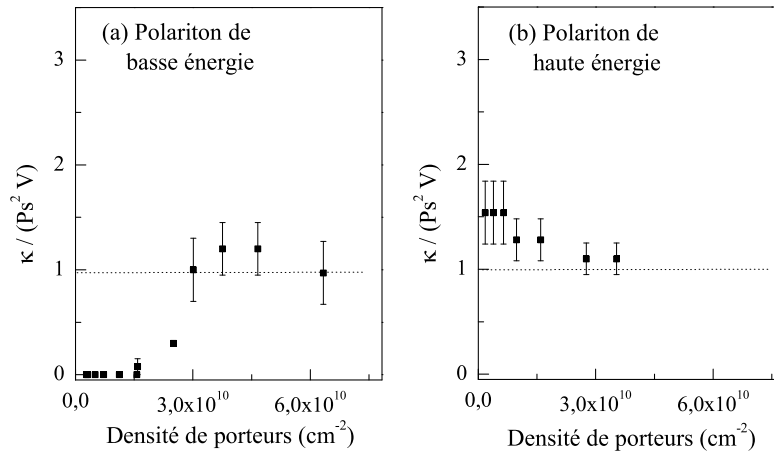 (a) Polariton de
basse énergie
3
2
1
0
κ / (Ps² V)
0,0
3,0x10¹⁰
6,0x10¹⁰
Densité de porteurs (cm⁻²)
(b) Polariton de
haute énergie
3
2
1
0
κ / (Ps² V)
0,0
3,0x10¹⁰
6,0x10¹⁰
Densité de porteurs (cm⁻²)